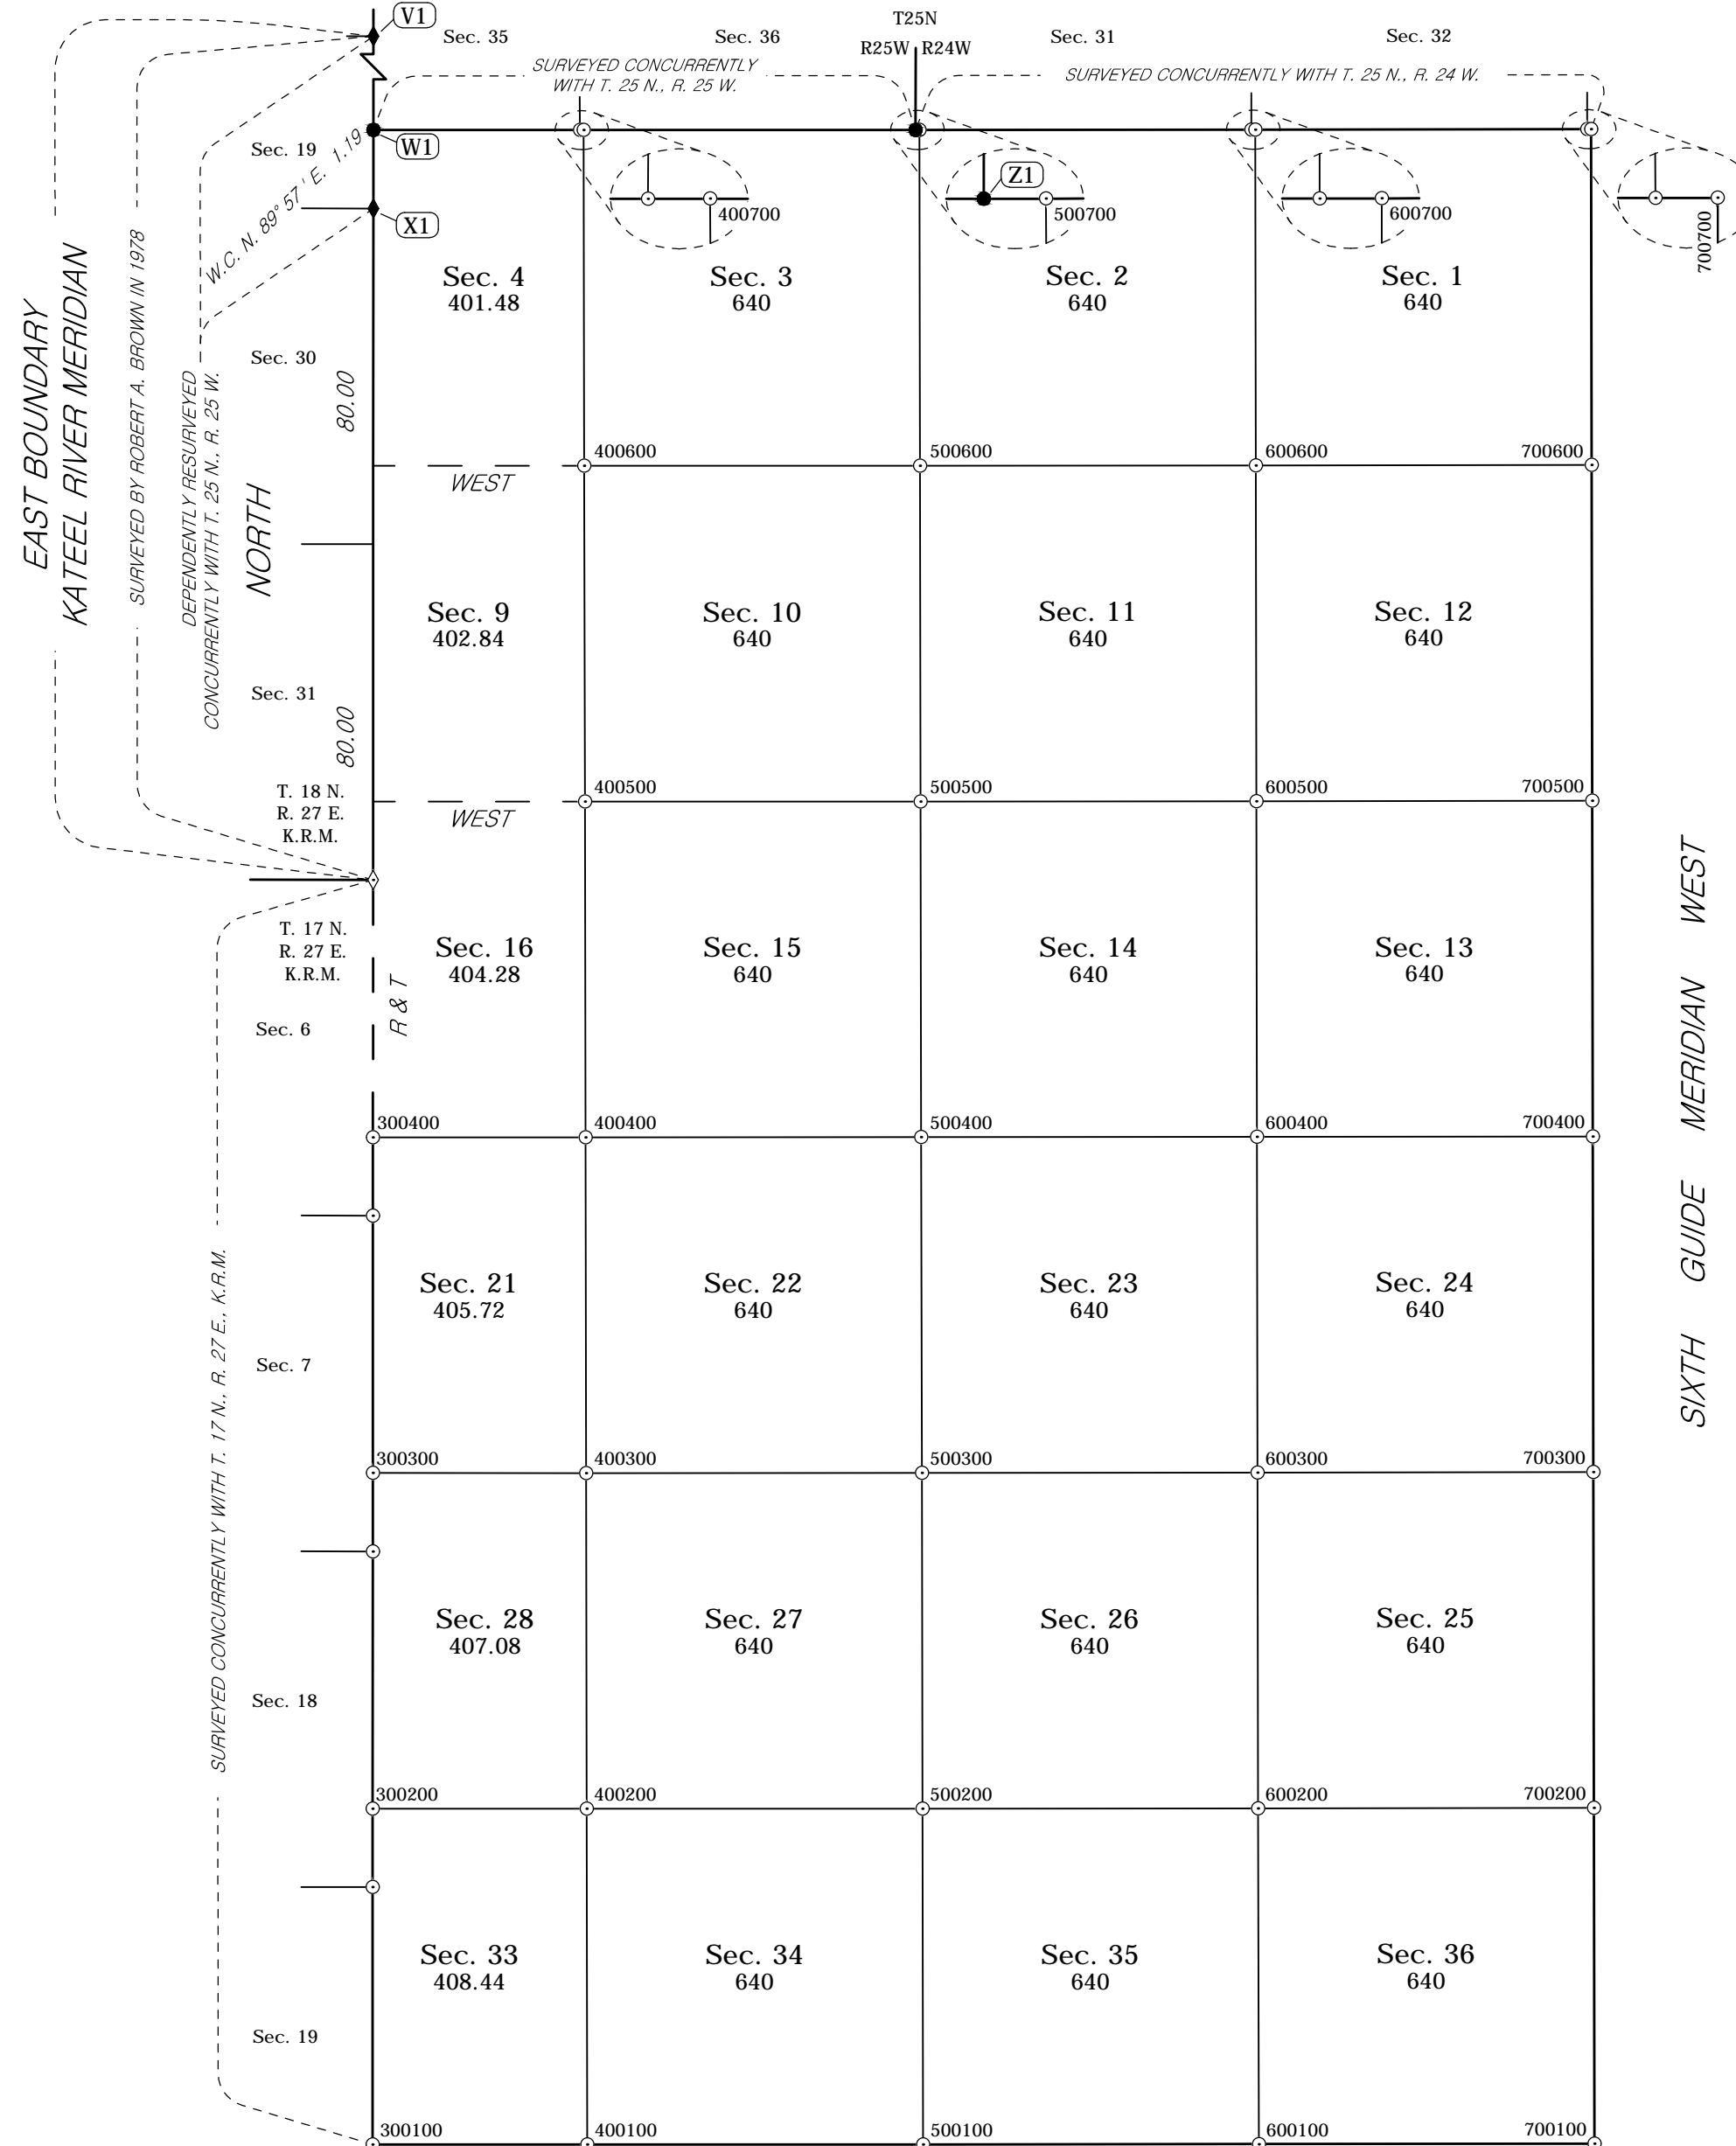 V1
T25N
Sec. 35
Sec. 36
Sec. 31
Sec. 32
R25W
R24W
SURVEYED CONCURRENTLY
WITH T. 25 N., R. 25 W.
SURVEYED CONCURRENTLY WITH T. 25 N., R. 24 W.
Sec. 19
W1
W.C. N. 89° 57' E. 1.19
X1
Z1
400700
500700
600700
700700
Sec. 4
401.48
Sec. 3
640
Sec. 2
640
Sec. 1
640
EAST BOUNDARY
KATEEL RIVER MERIDIAN
SURVEYED BY ROBERT A. BROWN IN 1978
DEPENDENTLY RESURVEYED
CONCURRENTLY WITH T. 25 N., R. 25 W.
NORTH
Sec. 30
80.00
400600
500600
600600
700600
WEST
Sec. 9
402.84
Sec. 10
640
Sec. 11
640
Sec. 12
640
Sec. 31
80.00
400500
500500
600500
700500
WEST
T. 18 N.
R. 27 E.
K.R.M.
T. 17 N.
R. 27 E.
K.R.M.
R & T
Sec. 16
404.28
Sec. 15
640
Sec. 14
640
Sec. 13
640
Sec. 6
SIXTH GUIDE MERIDIAN WEST
300400
400400
500400
600400
700400
Sec. 21
405.72
Sec. 22
640
Sec. 23
640
Sec. 24
640
Sec. 7
SURVEYED CONCURRENTLY WITH T. 17 N., R. 27 E., K.R.M.
300300
400300
500300
600300
700300
Sec. 28
407.08
Sec. 27
640
Sec. 26
640
Sec. 25
640
Sec. 18
300200
400200
500200
600200
700200
Sec. 33
408.44
Sec. 34
640
Sec. 35
640
Sec. 36
640
Sec. 19
300100
400100
500100
600100
700100